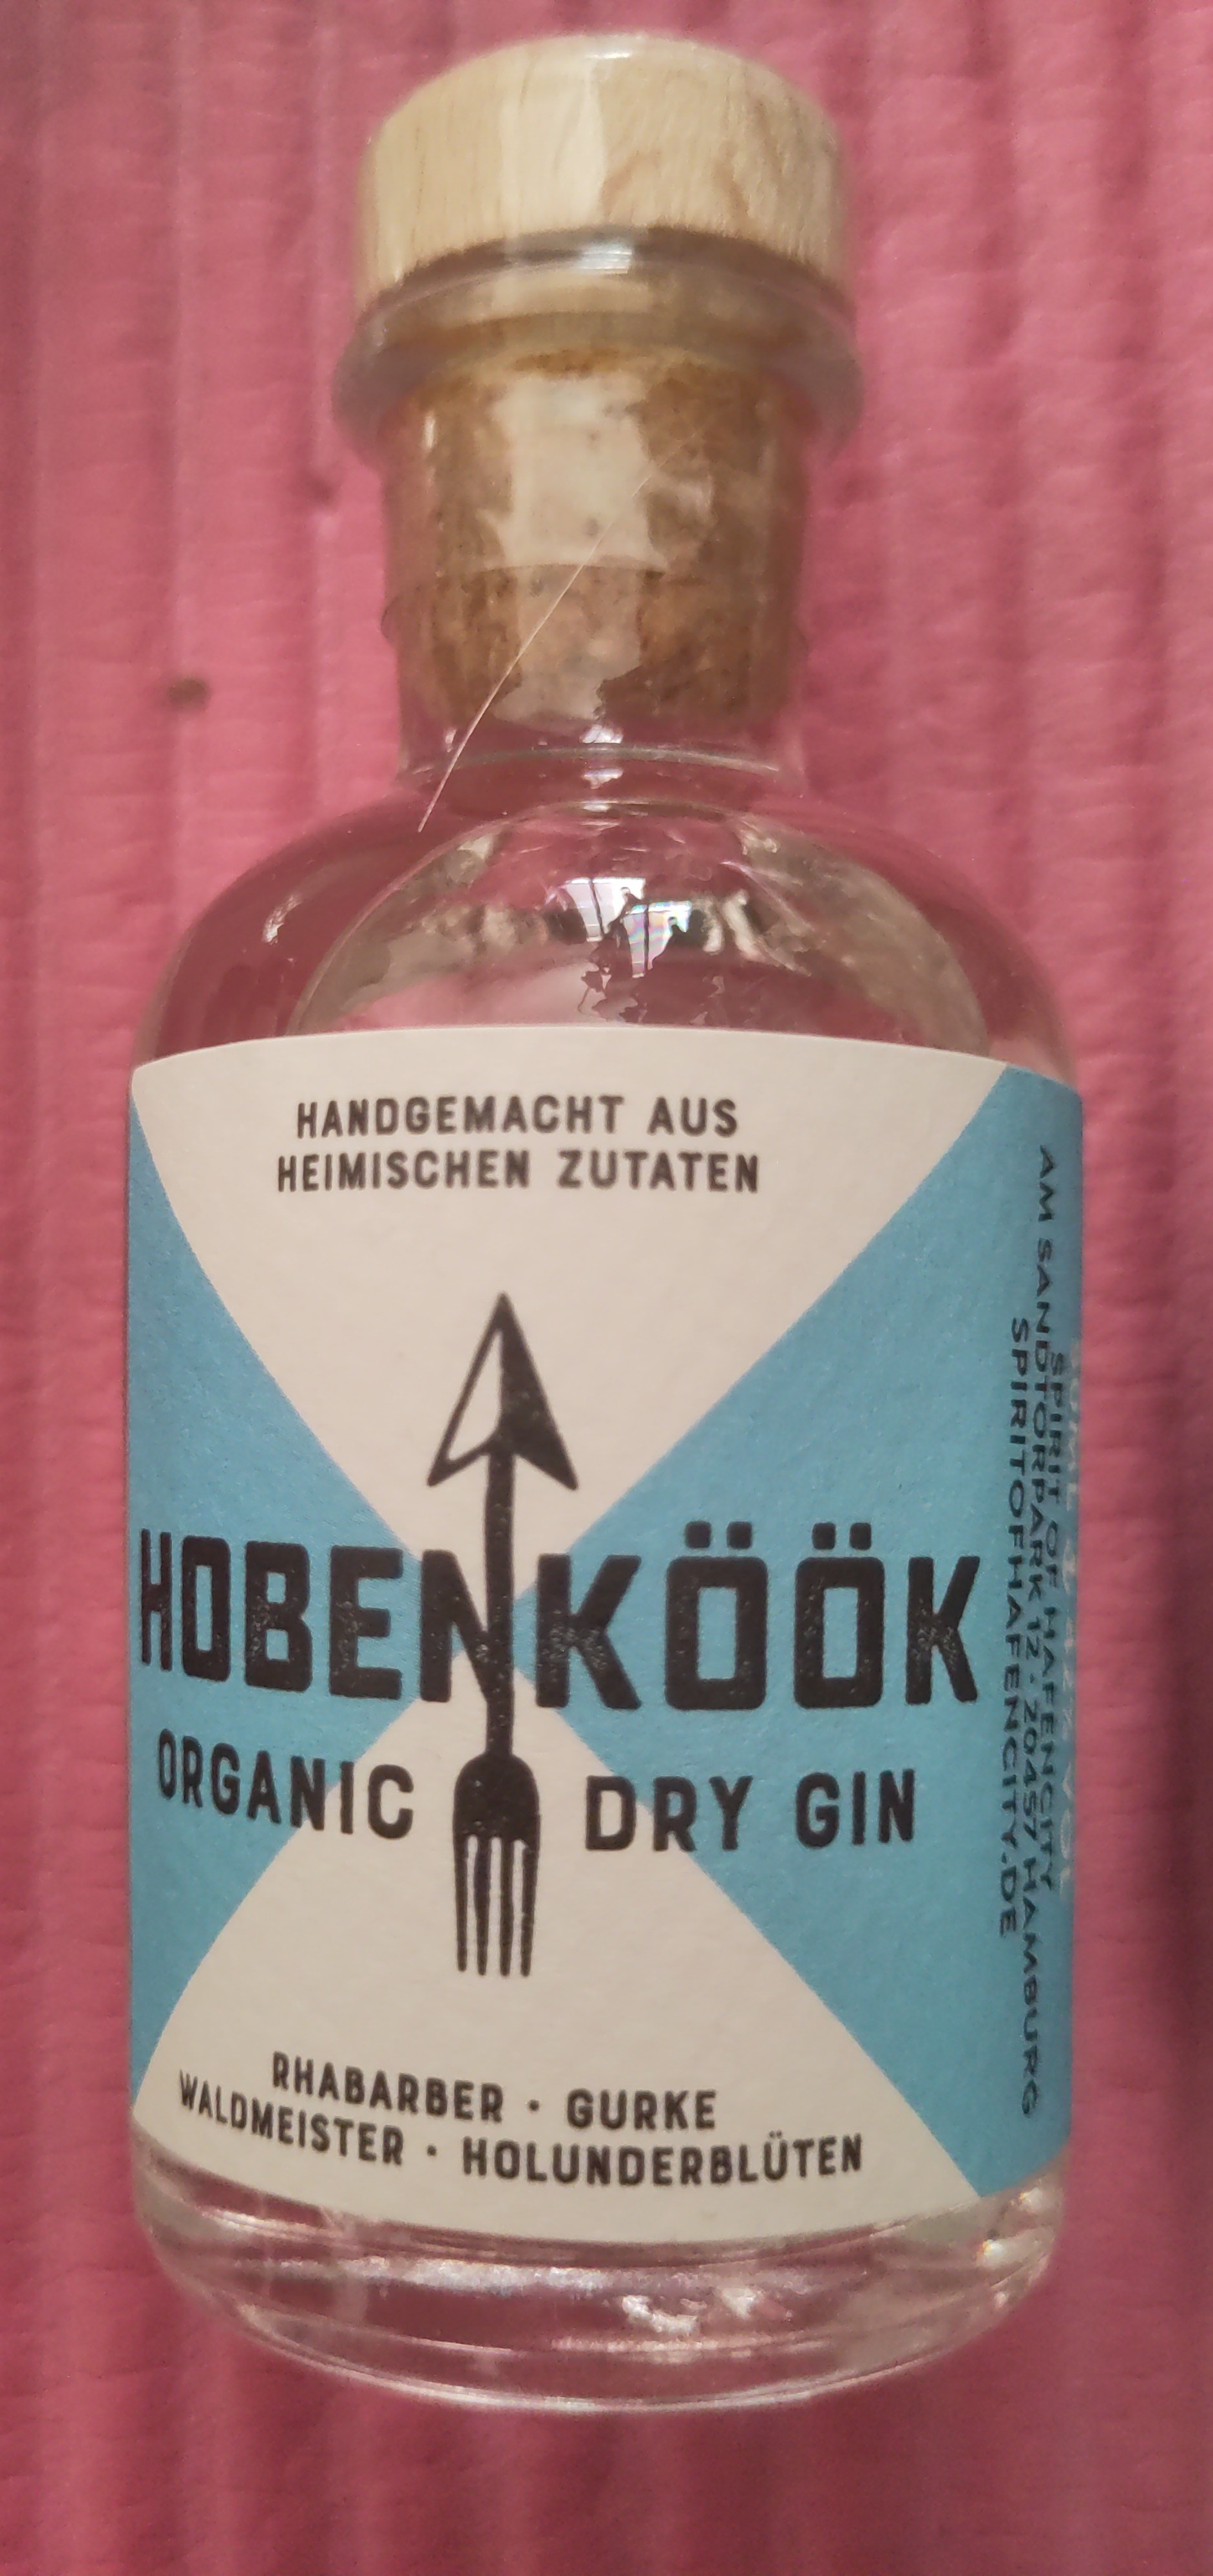 HANDGEMACHT AUS
HEIMISCHEN ZUTATEN
HOBENKÖÖK
ORGANIC DRY GIN
RHABARBER · GURKE
WALDMEISTER · HOLUNDERBLÜTEN
SPIRIT OF HAFENCITY
AM SANDTORPARK 12 · 20457 HAMBURG
SPIRITOFHAFENCITY.DE